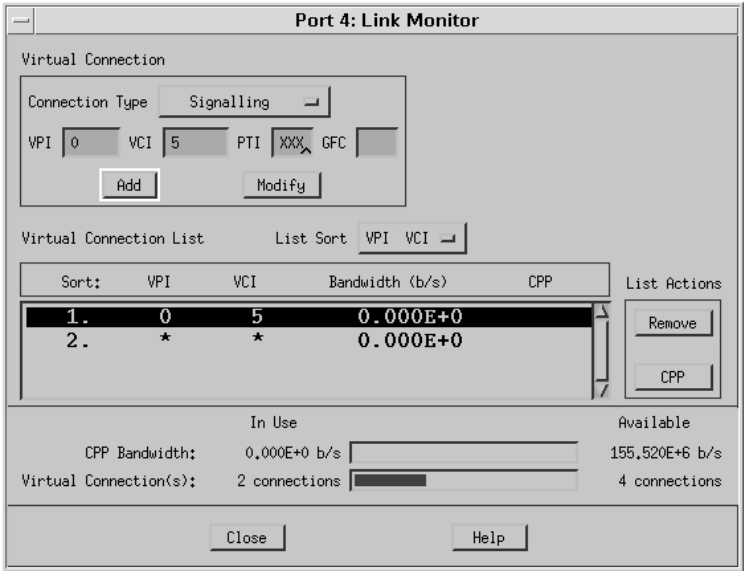 Port 4: Link Monitor
Virtual Connection
Connection Type Signalling
VPI 0 VCI 5 PTI XXX GFC
Add Modify
Virtual Connection List List Sort VPI VCI
Sort: VPI VCI Bandwidth (b/s) CPP List Actions
1. 0 5 0.000E+0
Remove
2. * * 0.000E+0
CPP
In Use Available
CPP Bandwidth: 0.000E+0 b/s 155.520E+6 b/s
Virtual Connection(s): 2 connections 4 connections
Close Help